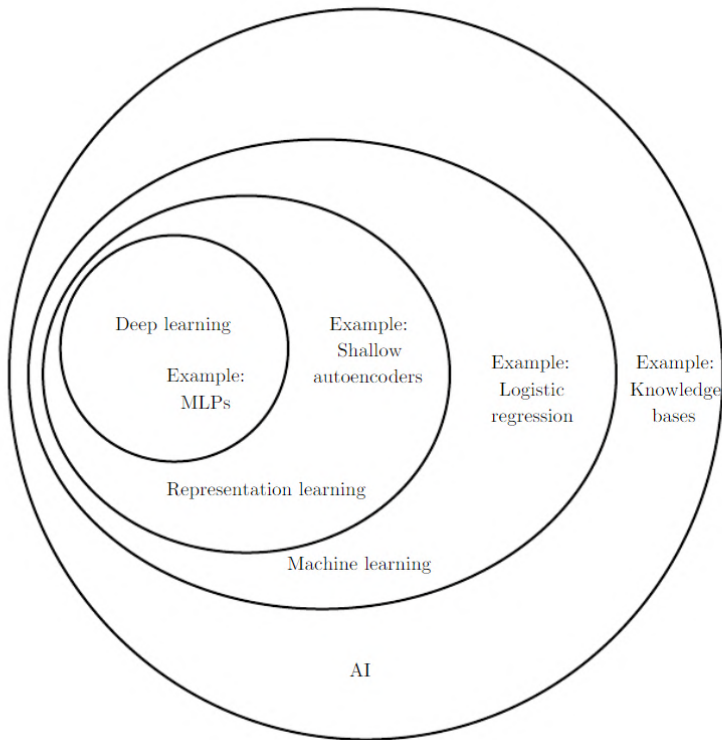 Deep learning
Example:
MLPs
Example:
Shallow
autoencoders
Example:
Logistic
regression
Example:
Knowledge
bases
Representation learning
Machine learning
AI